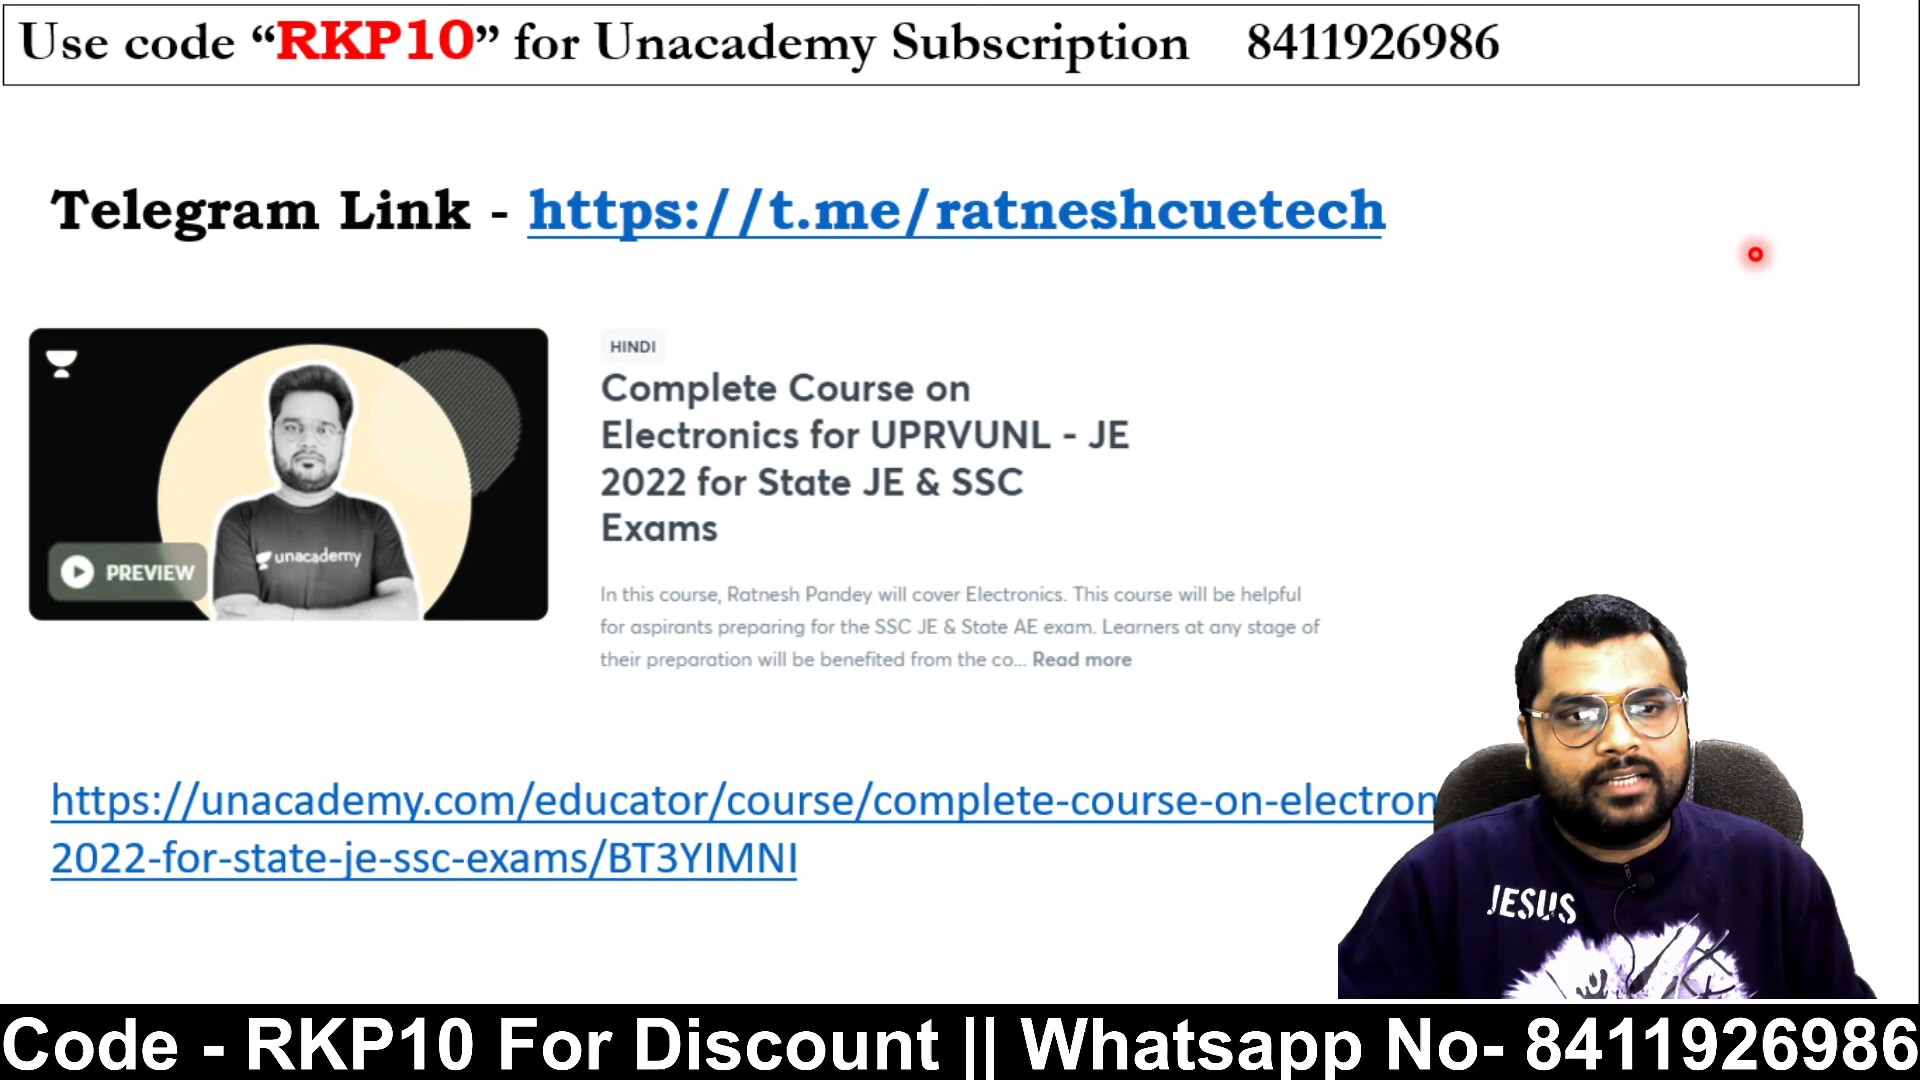 Use code “RKP10” for Unacademy Subscription 8411926986
Telegram Link - https://t.me/ratneshcuetech
HINDI
Complete Course on
Electronics for UPRVUNL - JE
2022 for State JE & SSC
Exams
unacademy
PREVIEW
In this course, Ratnesh Pandey will cover Electronics. This course will be helpful
for aspirants preparing for the SSC JE & State AE exam. Learners at any stage of
their preparation will be benefited from the co... Read more
https://unacademy.com/educator/course/complete-course-on-electron
2022-for-state-je-ssc-exams/BT3YIMNI
JESUS
Code - RKP10 For Discount || Whatsapp No- 8411926986